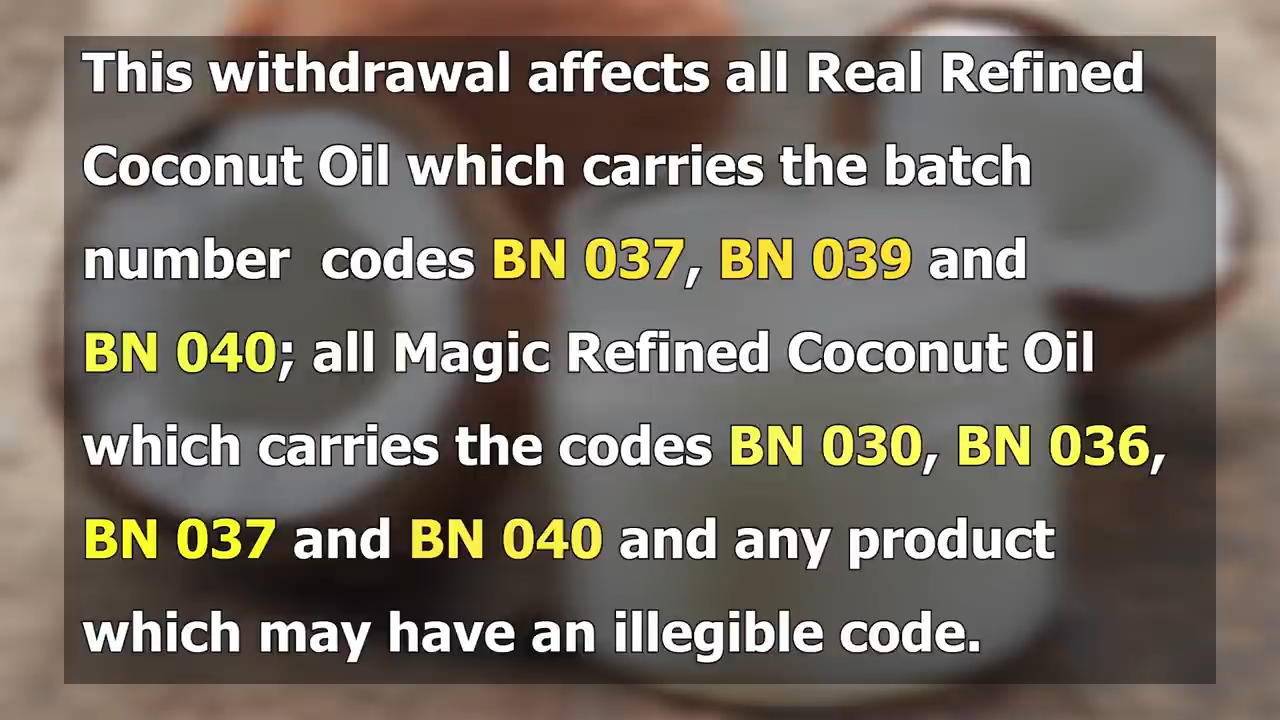 This withdrawal affects all Real Refined
Coconut Oil which carries the batch
number  codes BN 037, BN 039 and
BN 040; all Magic Refined Coconut Oil
which carries the codes BN 030, BN 036,
BN 037 and BN 040 and any product
which may have an illegible code.